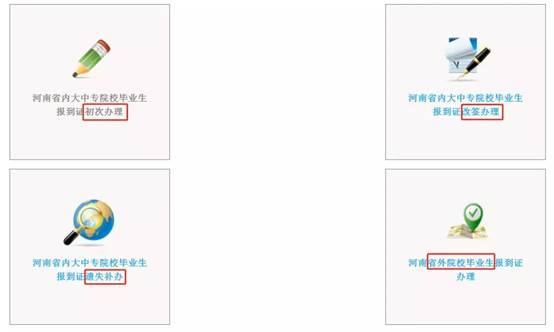 河南省内大中专院校毕业生
报到证初次办理
河南省内大中专院校毕业生
报到证改签办理
河南省内大中专院校毕业生
报到证遗失补办
河南省外院校毕业生报到证
办理